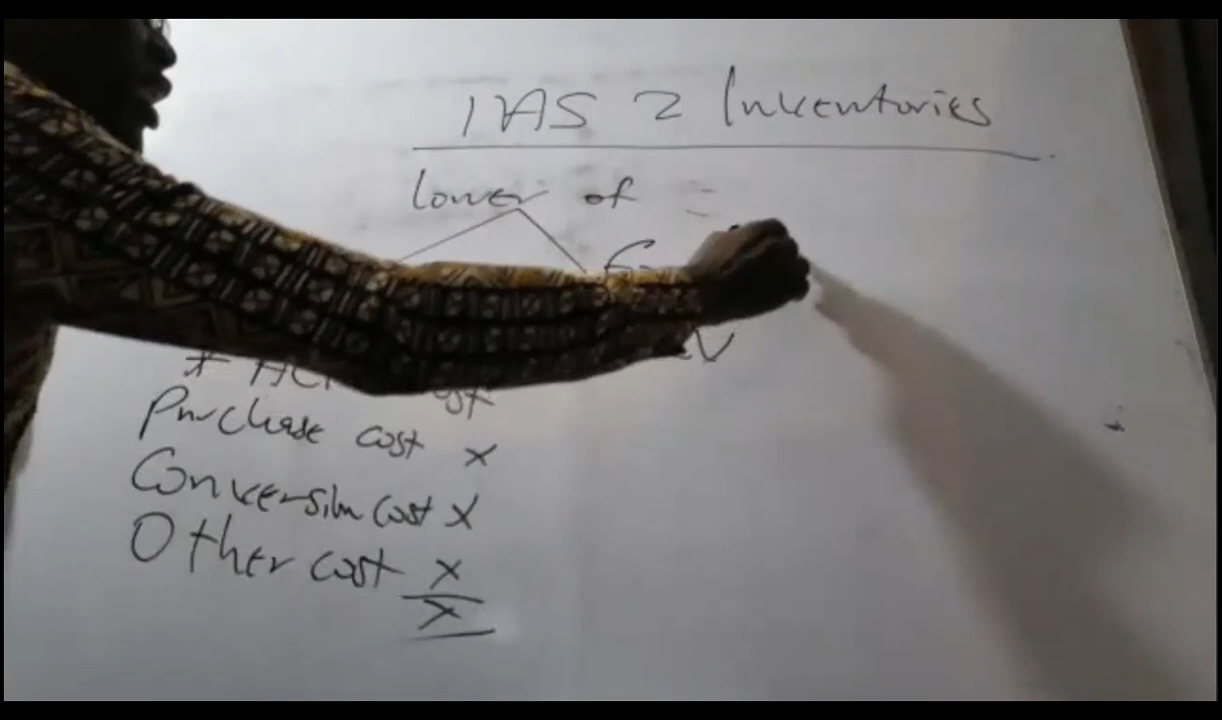 IAS 2 Inventories
Lower of
Purchase cost x
Conversion cost x
Other cost x
x